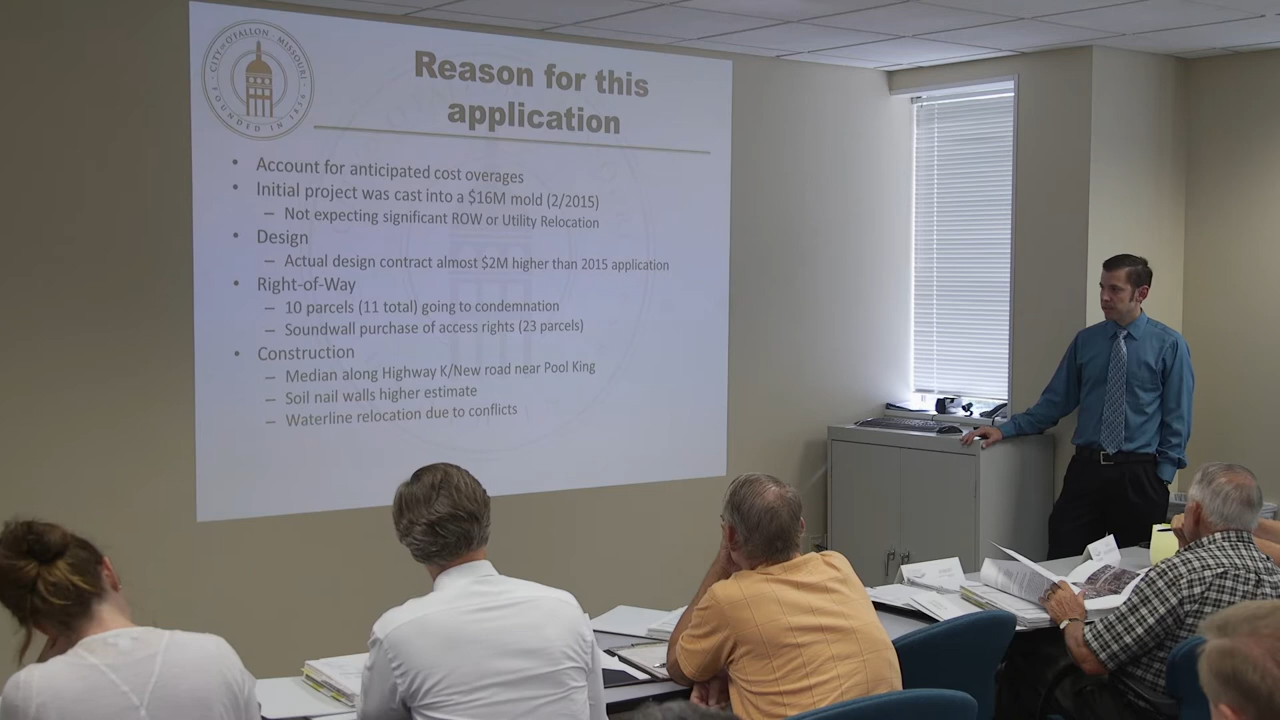 CITY OF O'FALLON · MISSOURI
FOUNDED IN 1856
Reason for this
application
• Account for anticipated cost overages
• Initial project was cast into a $16M mold (2/2015)
– Not expecting significant ROW or Utility Relocation
• Design
– Actual design contract almost $2M higher than 2015 application
• Right-of-Way
– 10 parcels (11 total) going to condemnation
– Soundwall purchase of access rights (23 parcels)
• Construction
– Median along Highway K/New road near Pool King
– Soil nail walls higher estimate
– Waterline relocation due to conflicts